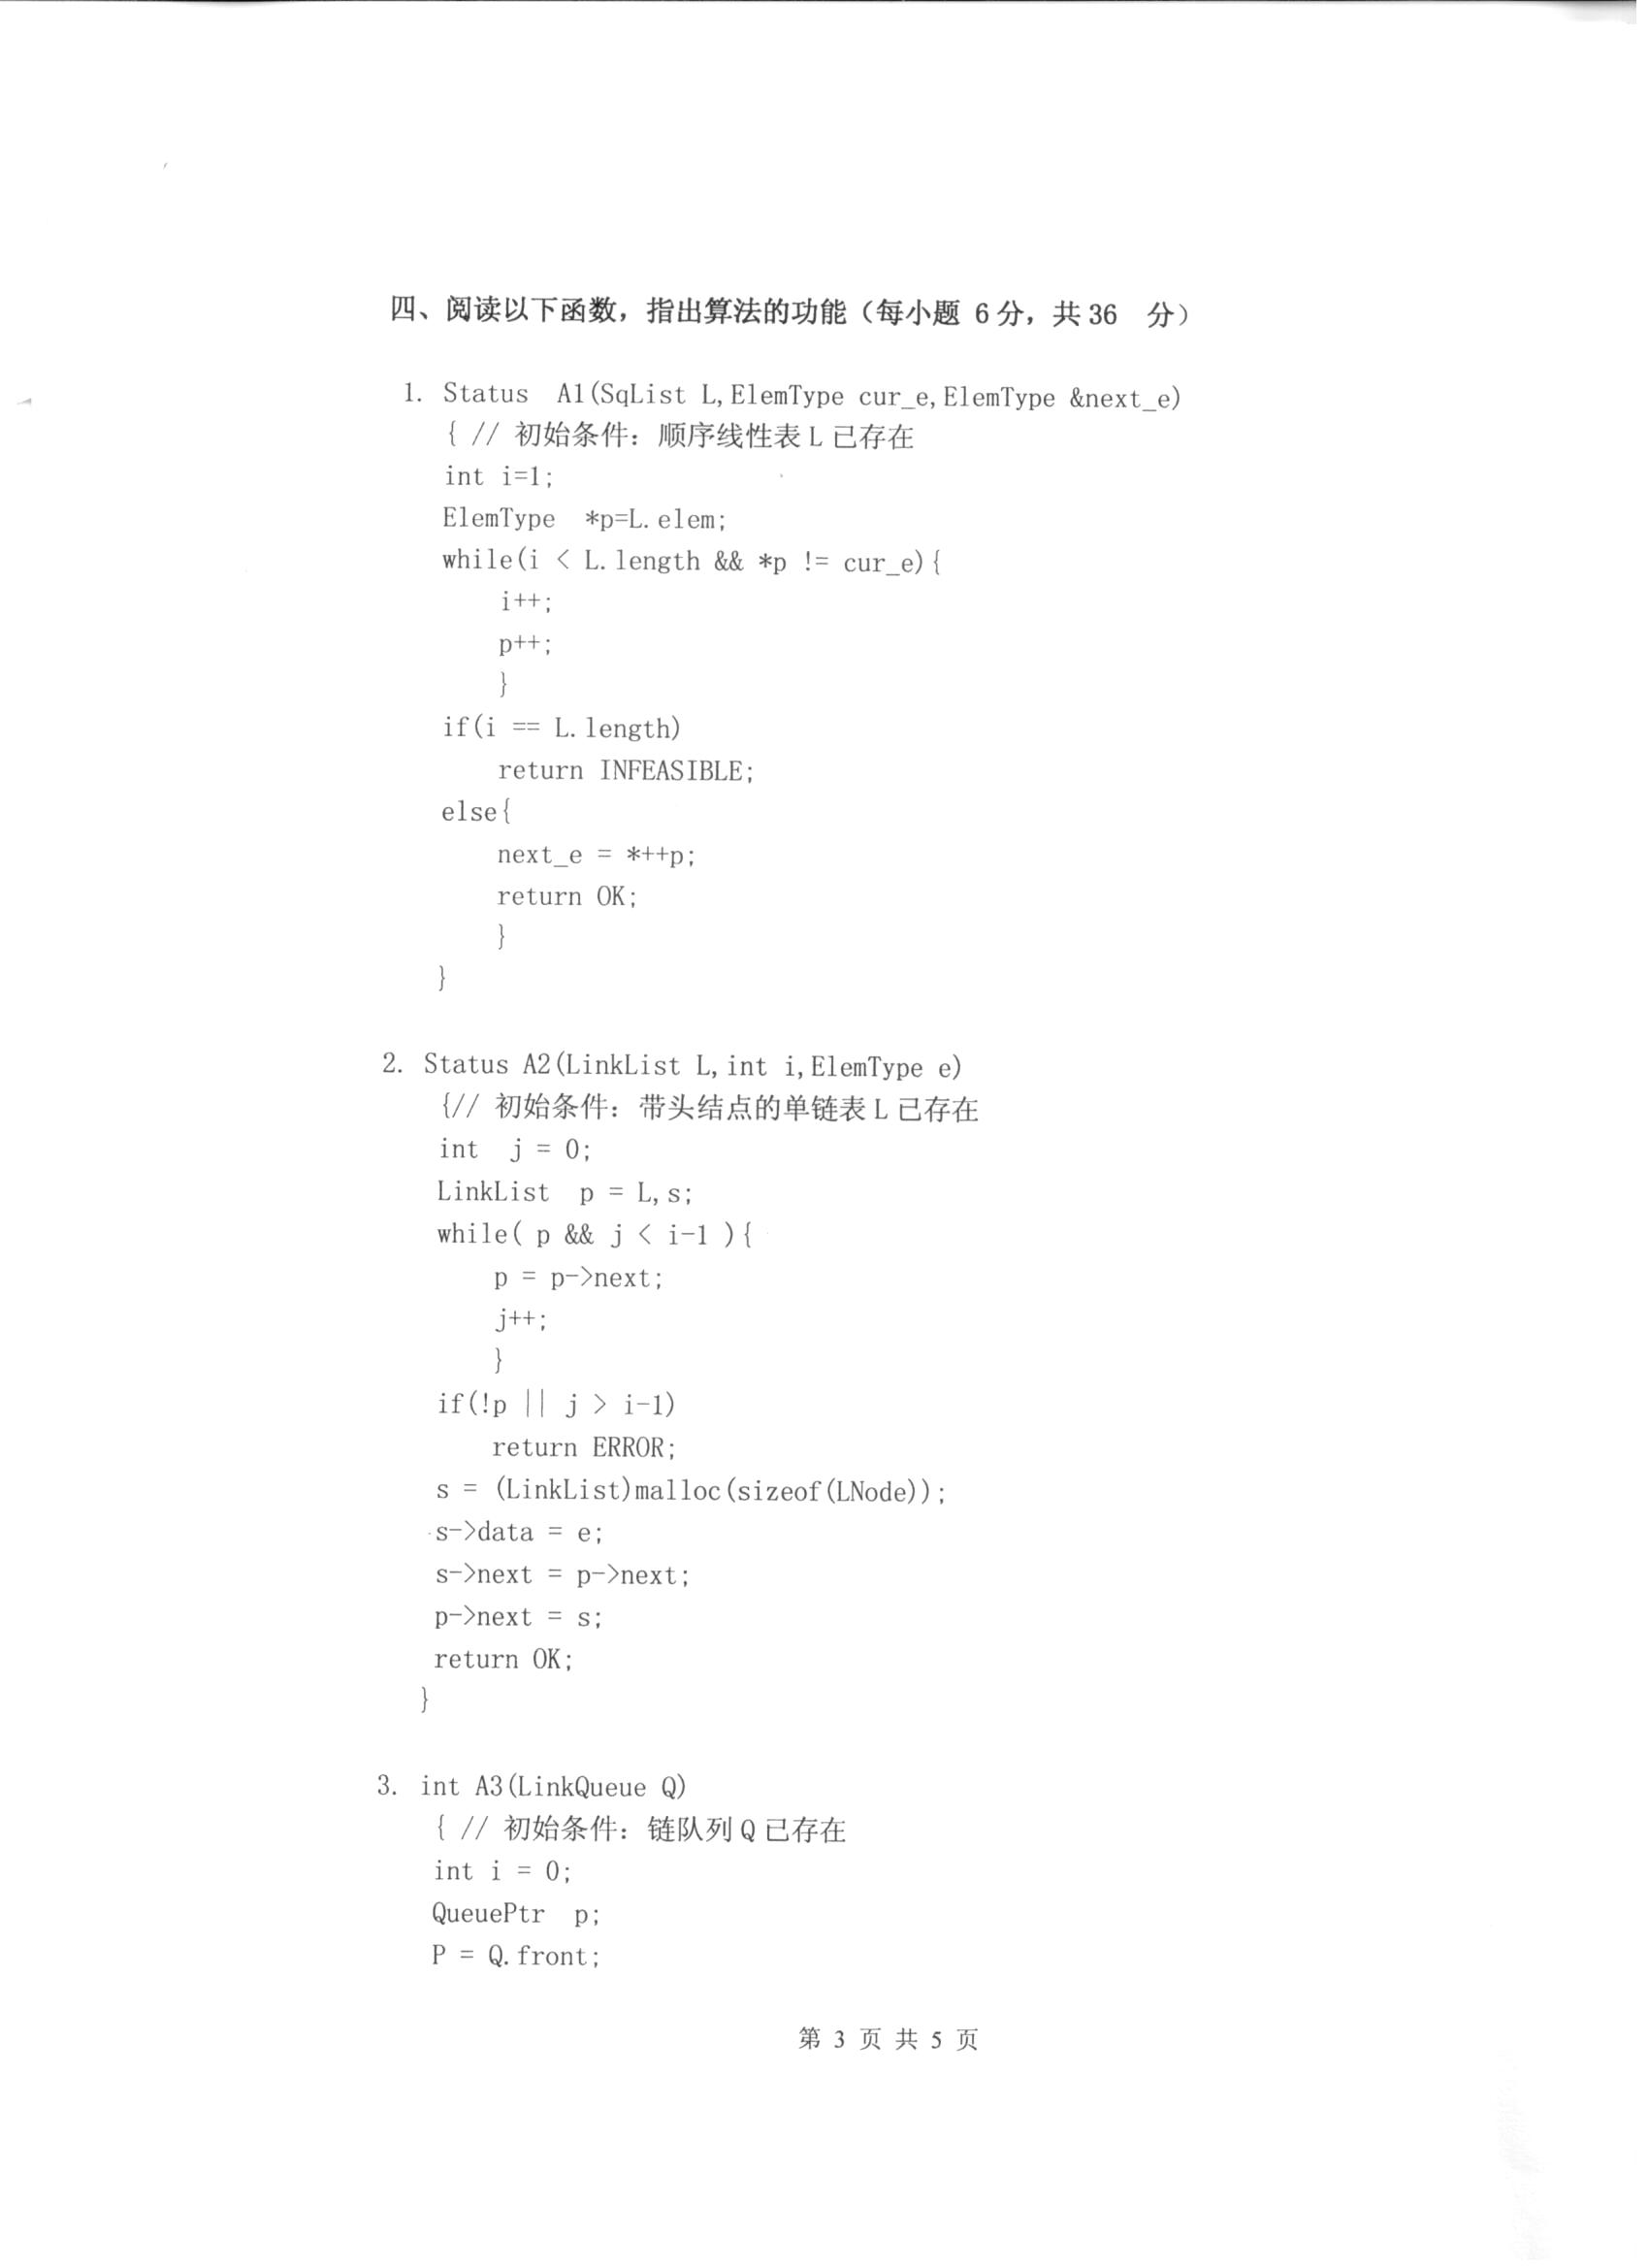 四、阅读以下函数，指出算法的功能（每小题 6分，共36 分）
1. Status A1(SqList L,ElemType cur_e,ElemType &next_e)
{ // 初始条件：顺序线性表L已存在
int i=1;
ElemType *p=L.elem;
while(i < L.length && *p != cur_e){
i++;
p++;
}
if(i == L.length)
return INFEASIBLE;
else{
next_e = *++p;
return OK;
}
}
2. Status A2(LinkList L,int i,ElemType e)
{// 初始条件：带头结点的单链表L已存在
int j = 0;
LinkList p = L,s;
while( p && j < i-1 ){
p = p->next;
j++;
}
if(!p || j > i-1)
return ERROR;
s = (LinkList)malloc(sizeof(LNode));
s->data = e;
s->next = p->next;
p->next = s;
return OK;
}
3. int A3(LinkQueue Q)
{ // 初始条件：链队列Q已存在
int i = 0;
QueuePtr p;
P = Q.front;
第 3 页 共 5 页